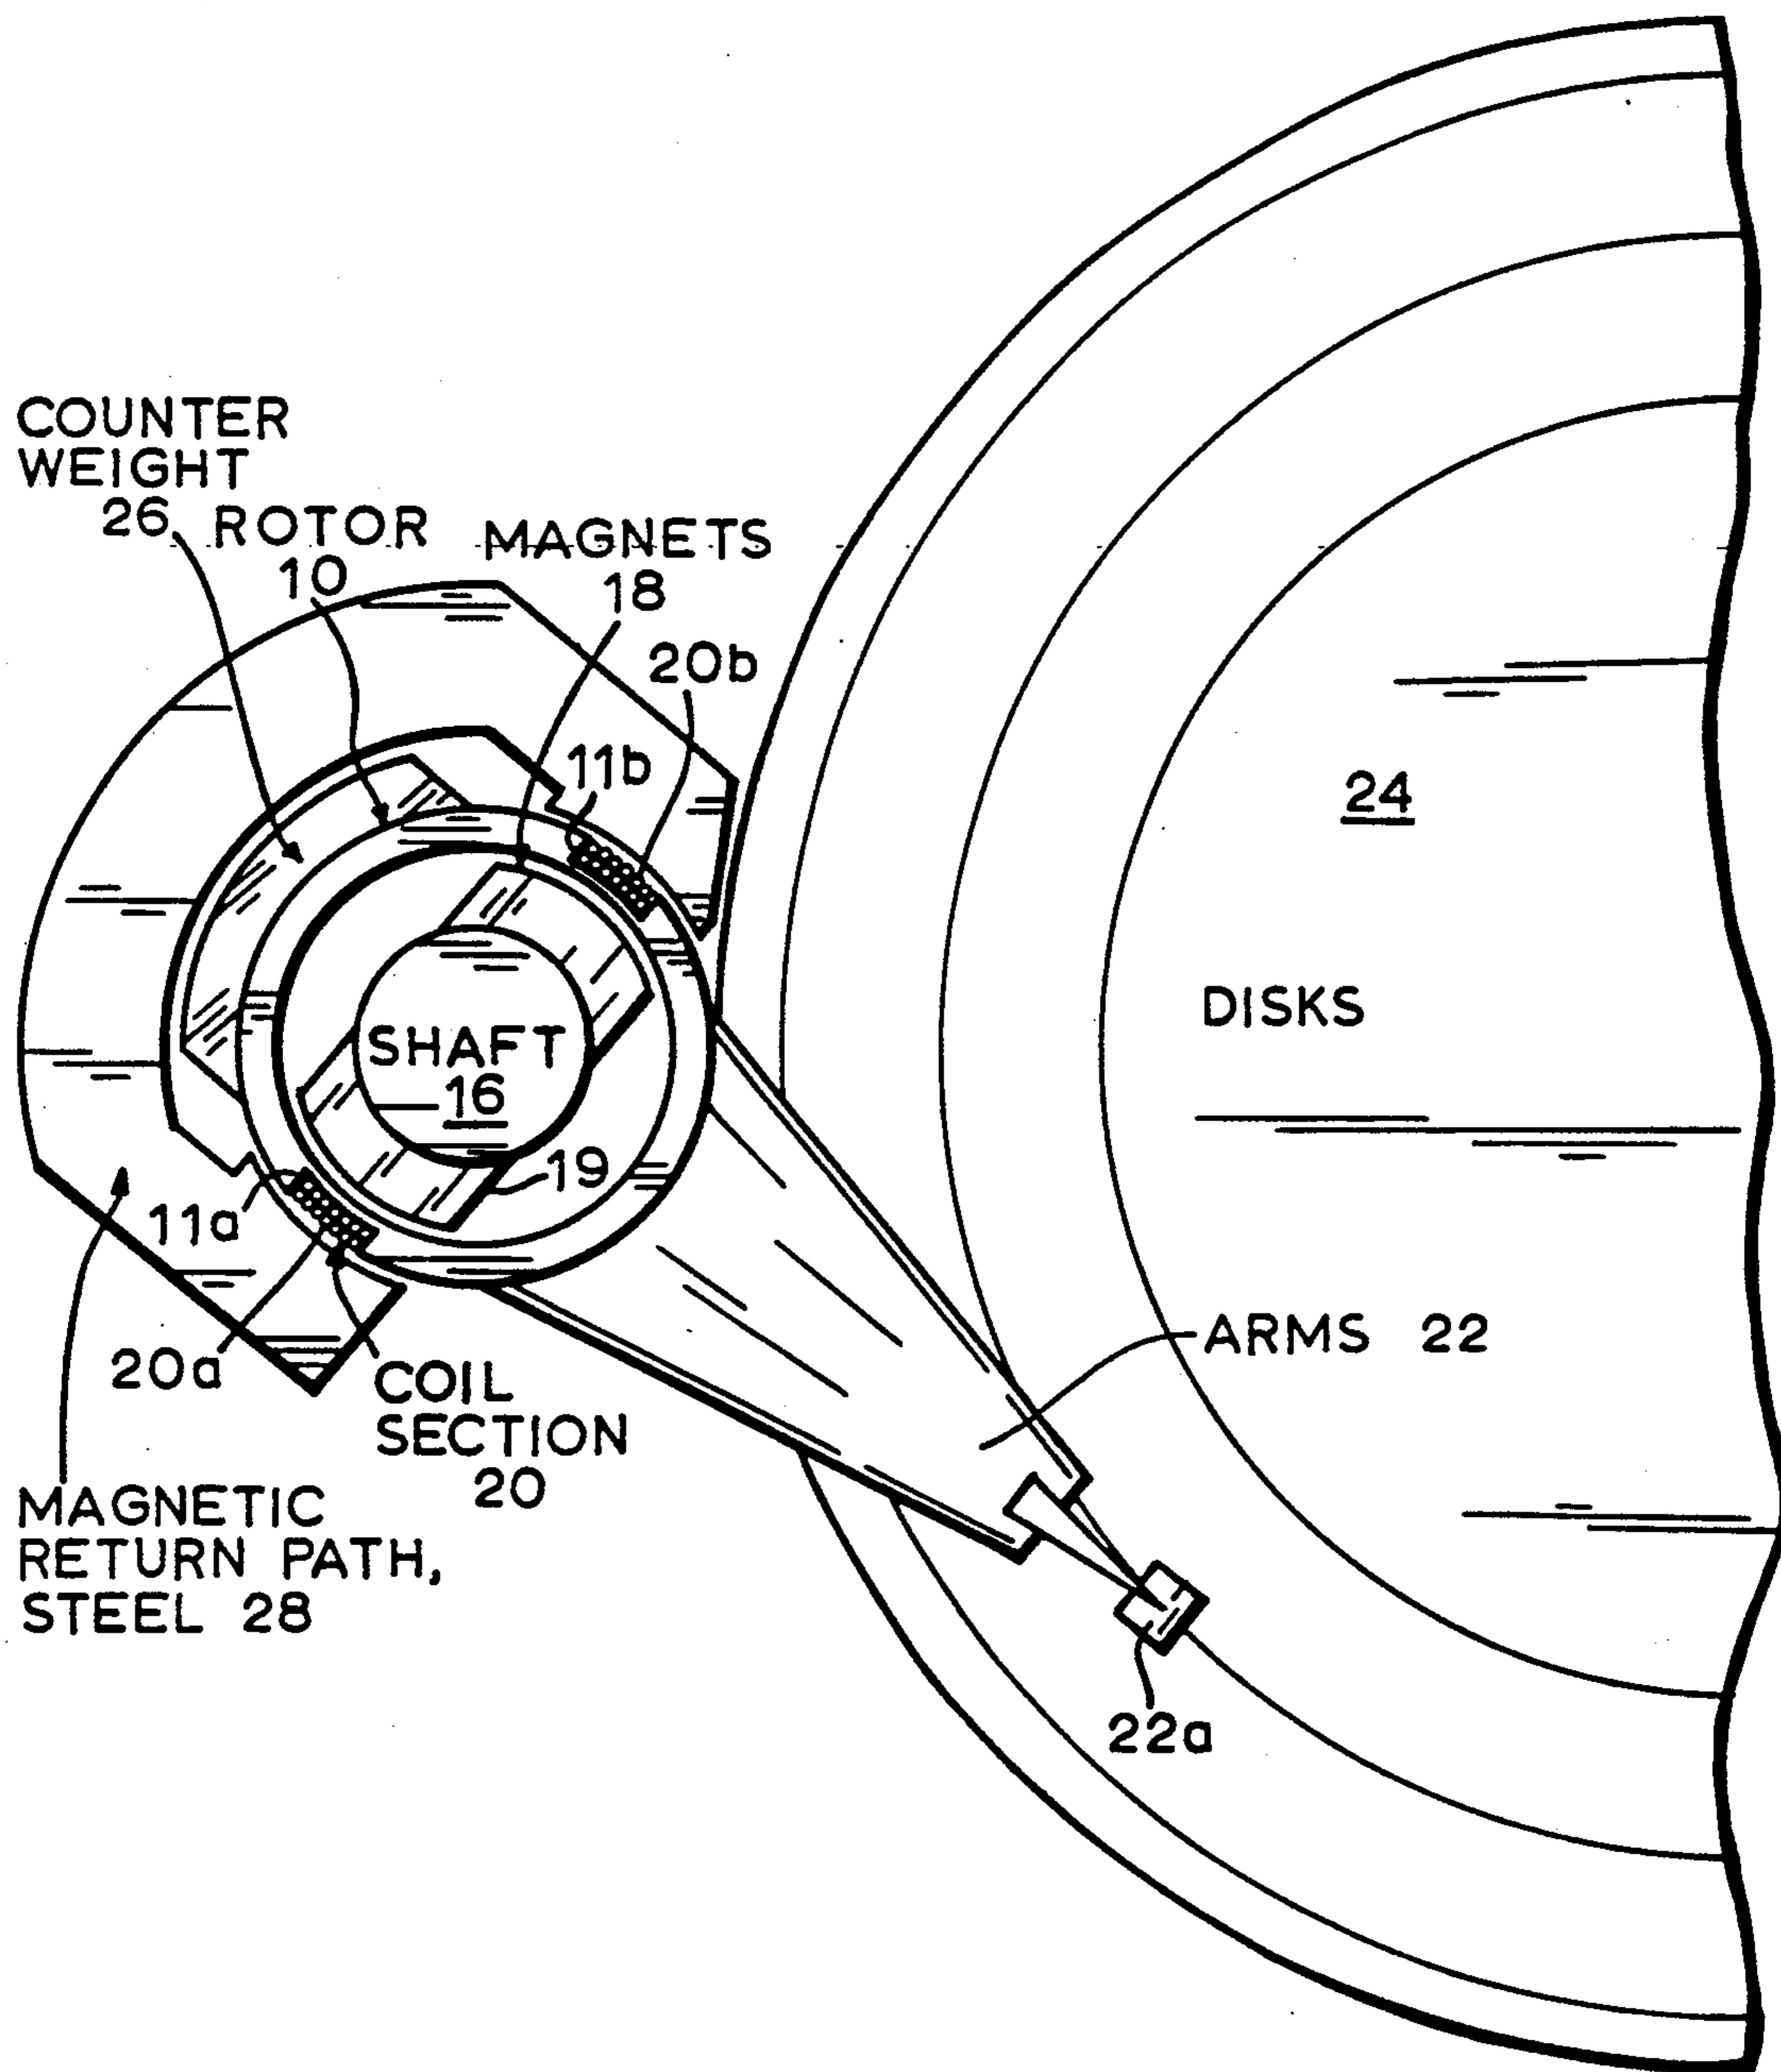 COUNTER
WEIGHT
26
ROTOR
10
MAGNETS
18
20b
11b
24
DISKS
SHAFT
16
19
11a
ARMS 22
20a
COIL
SECTION
20
MAGNETIC
RETURN PATH,
STEEL 28
22a